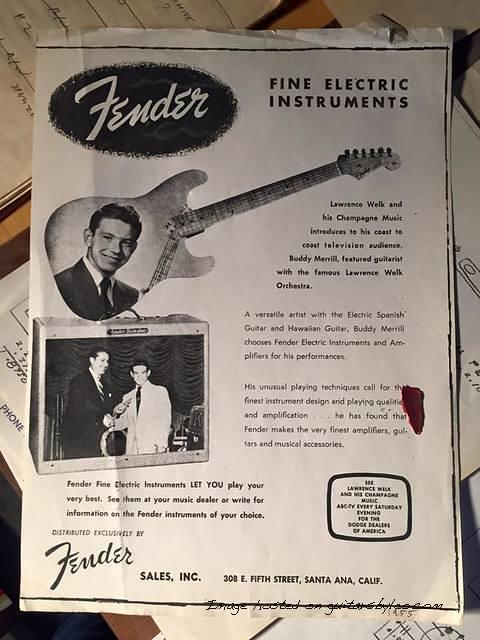 Fender
FINE ELECTRIC
INSTRUMENTS
Lawrence Welk and
his Champagne Music
introduces to his coast to
coast television audience,
Buddy Merrill, featured guitarist
with the famous Lawrence Welk
Orchestra.
A versatile artist with the Electric Spanish
Guitar and Hawaiian Guitar, Buddy Merrill
chooses Fender Electric Instruments and Am-
plifiers for his performances.
His unusual playing techniques call for the
finest instrument design and playing qualities
and amplification . . . he has found that
Fender makes the very finest amplifiers, gui-
tars and musical accessories.
Fender Fine Electric Instruments LET YOU play your
very best. See them at your music dealer or write for
information on the Fender instruments of your choice.
SEE
LAWRENCE WELK
AND HIS CHAMPAGNE
MUSIC
ABC-TV EVERY SATURDAY
EVENING
FOR THE
DODGE DEALERS
OF AMERICA
DISTRIBUTED EXCLUSIVELY BY
Fender
SALES, INC. 308 E. FIFTH STREET, SANTA ANA, CALIF.
1955
PHONE